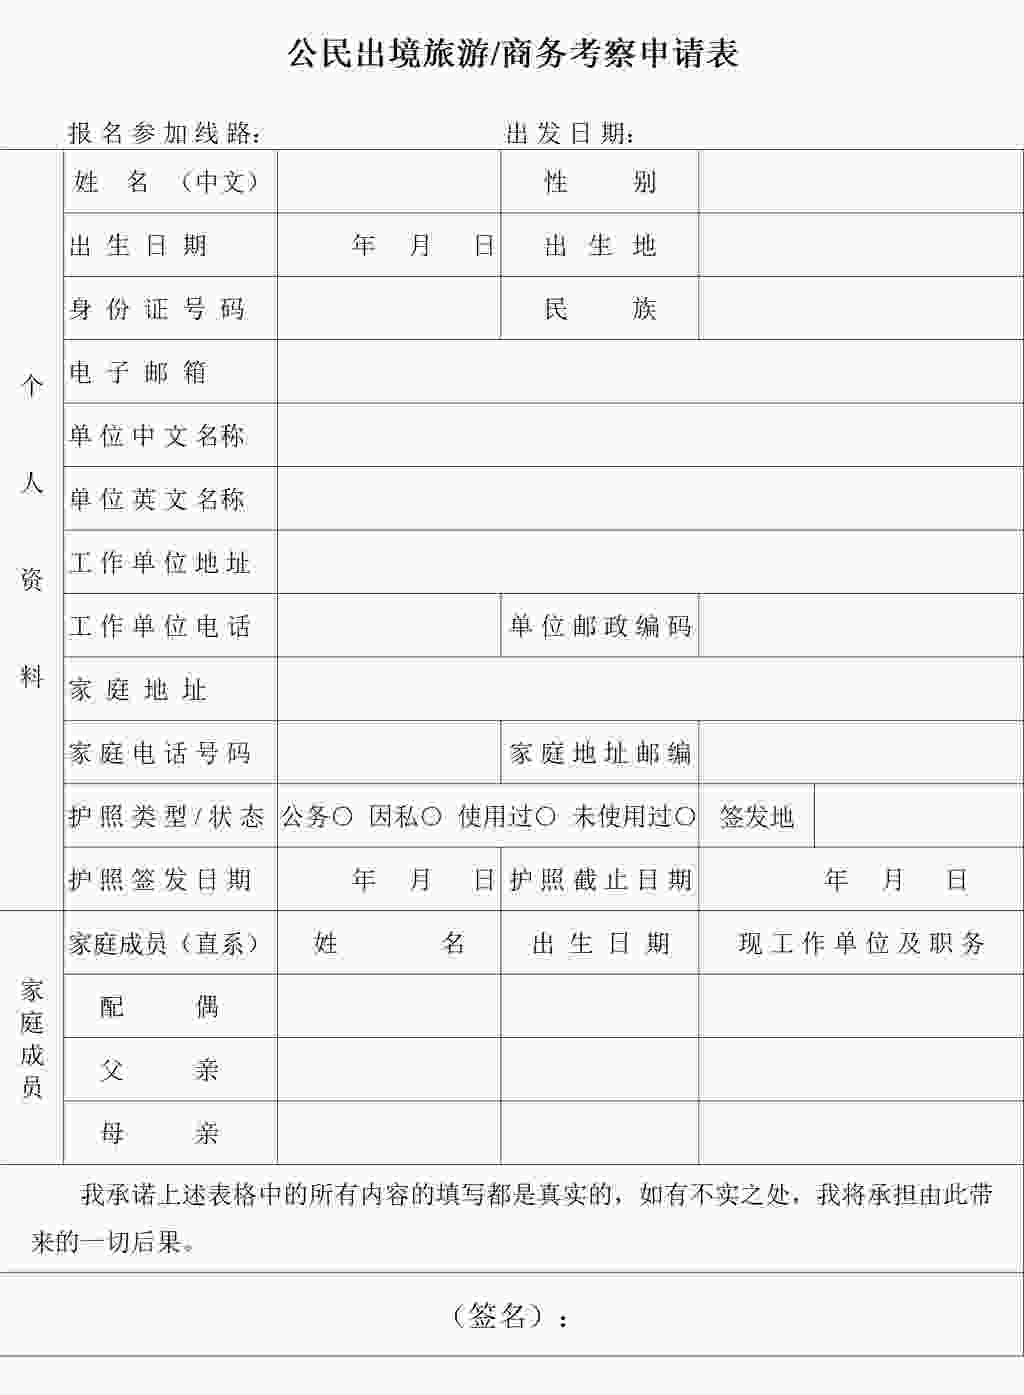 公民出境旅游/商务考察申请表
报名参加线路: 出发日期:
姓 名 (中文) 性 别
出生日期 年 月 日 出生地
身份证号码 民 族
电子邮箱
单位中文名称
单位英文名称
工作单位地址
工作单位电话 单位邮政编码
家庭地址
家庭电话号码 家庭地址邮编
护照类型/状态 公务○ 因私○ 使用过○ 未使用过○ 签发地
护照签发日期 年 月 日 护照截止日期 年 月 日
个人资料
家庭成员(直系) 姓 名 出生日期 现工作单位及职务
配 偶
父 亲
母 亲
家庭成员
我承诺上述表格中的所有内容的填写都是真实的，如有不实之处，我将承担由此带
来的一切后果。
(签名)：